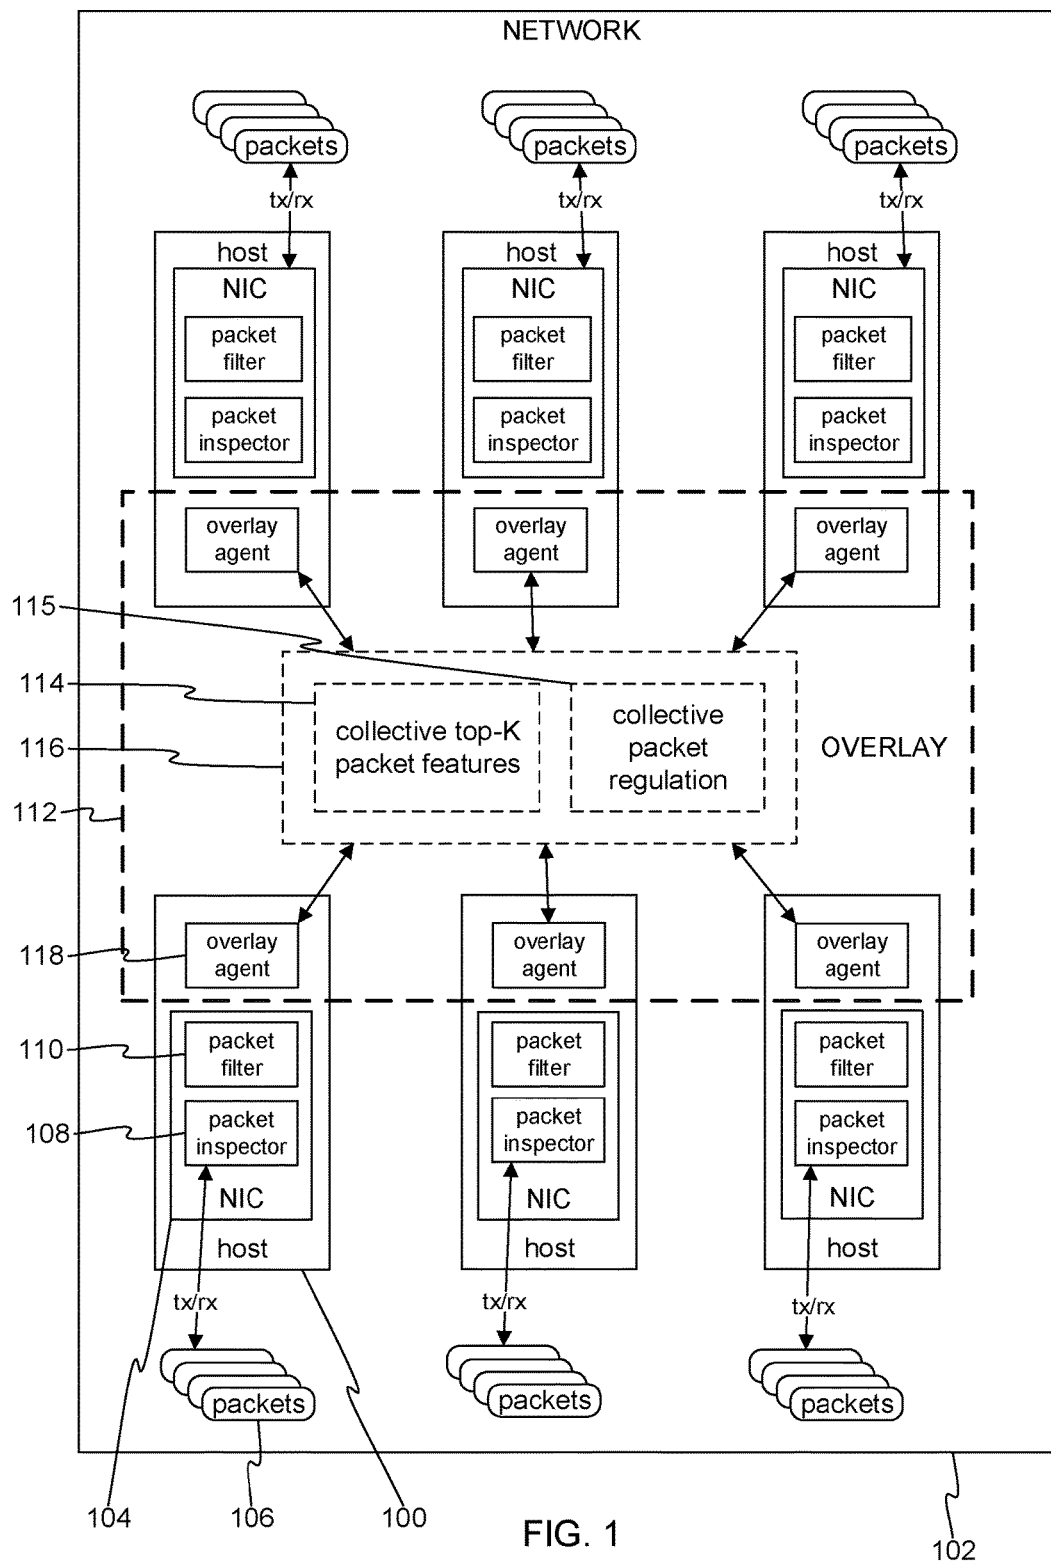 NETWORK
packets
packets
packets
tx/rx
tx/rx
tx/rx
host
host
host
NIC
NIC
NIC
packet
filter
packet
filter
packet
filter
packet
inspector
packet
inspector
packet
inspector
overlay
agent
overlay
agent
overlay
agent
115
114
116
112
collective top-K
packet features
collective
packet
regulation
OVERLAY
118
overlay
agent
overlay
agent
overlay
agent
110
packet
filter
packet
filter
packet
filter
108
packet
inspector
packet
inspector
packet
inspector
NIC
NIC
NIC
host
host
host
tx/rx
tx/rx
tx/rx
packets
packets
packets
104
106
100
FIG. 1
102